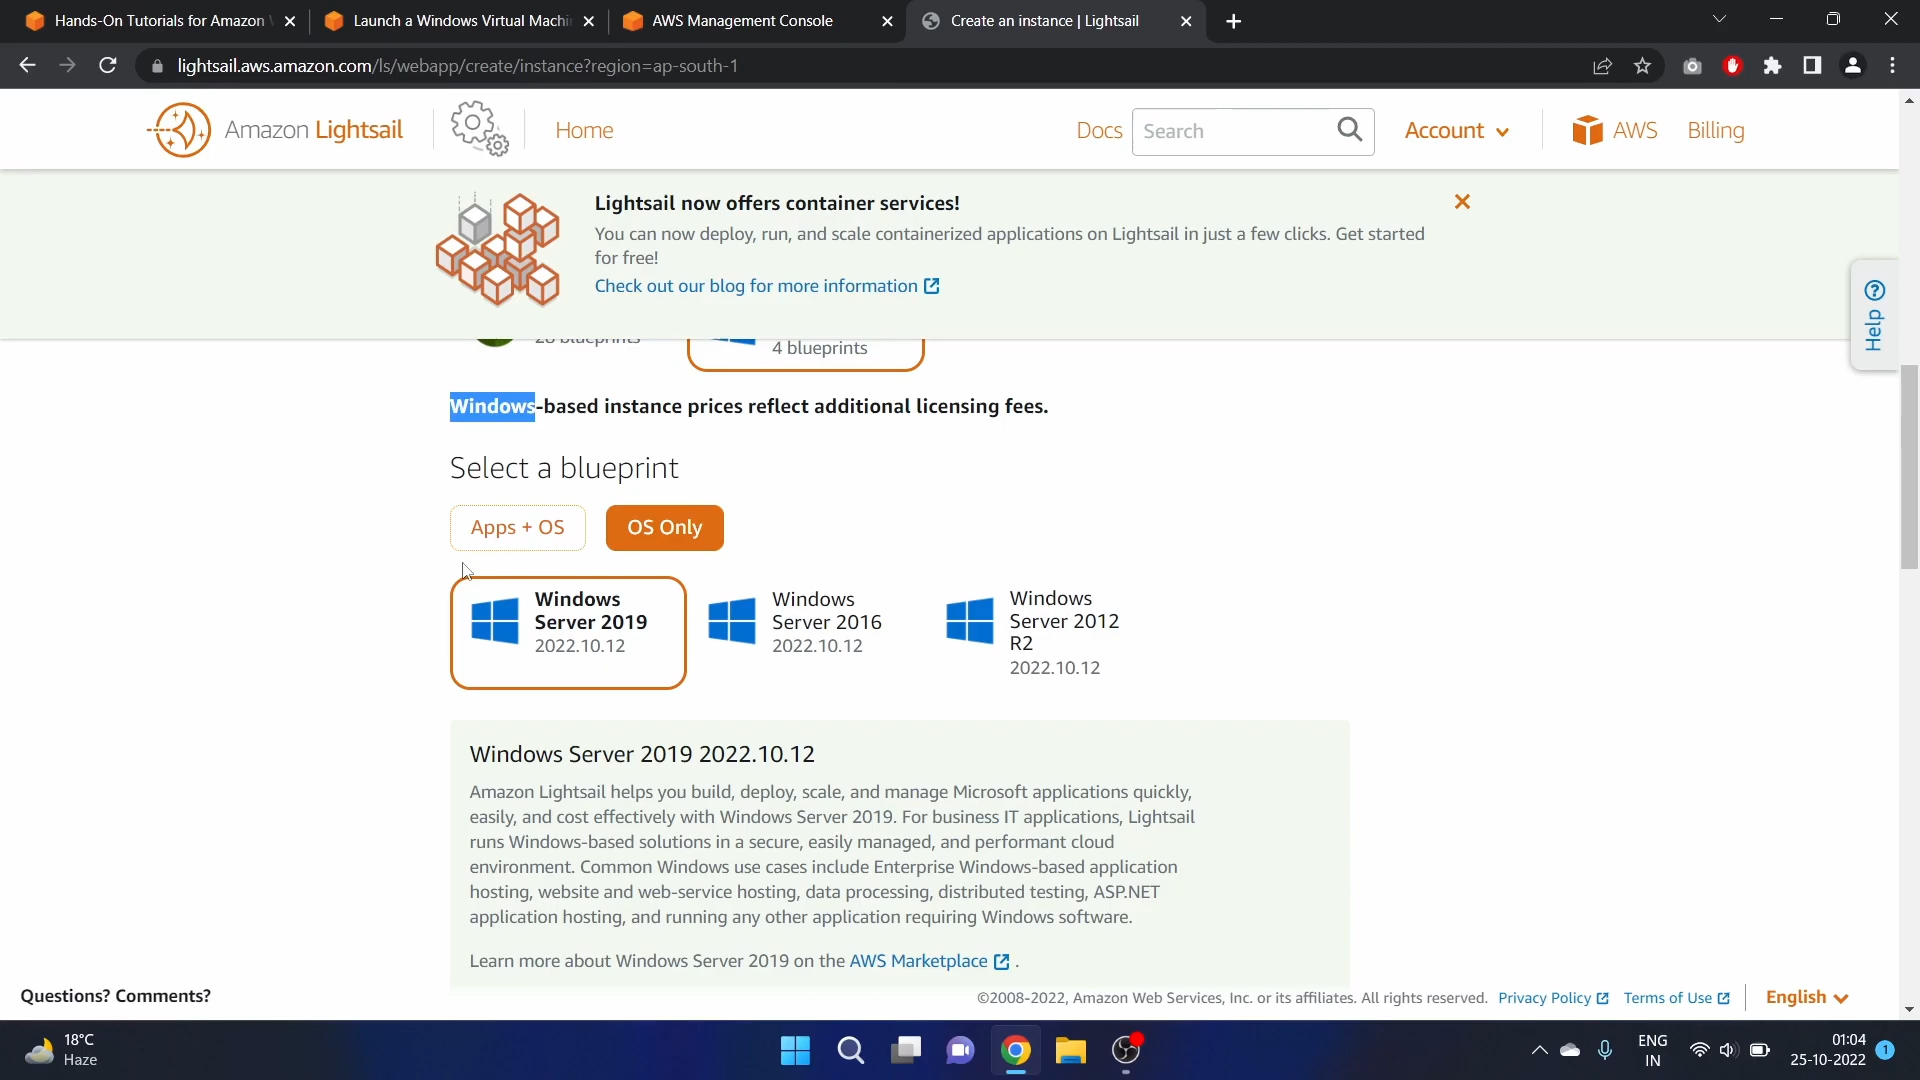 Hands-On Tutorials for Amazon
Launch a Windows Virtual Machi
AWS Management Console
Create an instance | Lightsail
lightsail.aws.amazon.com/ls/webapp/create/instance?region=ap-south-1
Amazon Lightsail
Home
Docs
Search
Account
AWS
Billing
Lightsail now offers container services!
You can now deploy, run, and scale containerized applications on Lightsail in just a few clicks. Get started
for free!
Check out our blog for more information
Help
4 blueprints
Windows-based instance prices reflect additional licensing fees.
Select a blueprint
Apps + OS
OS Only
Windows
Server 2019
2022.10.12
Windows
Server 2016
2022.10.12
Windows
Server 2012
R2
2022.10.12
Windows Server 2019 2022.10.12
Amazon Lightsail helps you build, deploy, scale, and manage Microsoft applications quickly,
easily, and cost effectively with Windows Server 2019. For business IT applications, Lightsail
runs Windows-based solutions in a secure, easily managed, and performant cloud
environment. Common Windows use cases include Enterprise Windows-based application
hosting, website and web-service hosting, data processing, distributed testing, ASP.NET
application hosting, and running any other application requiring Windows software.
Learn more about Windows Server 2019 on the AWS Marketplace .
Questions? Comments?
©2008-2022, Amazon Web Services, Inc. or its affiliates. All rights reserved.
Privacy Policy
Terms of Use
English
18°C
Haze
ENG
IN
01:04
25-10-2022
1